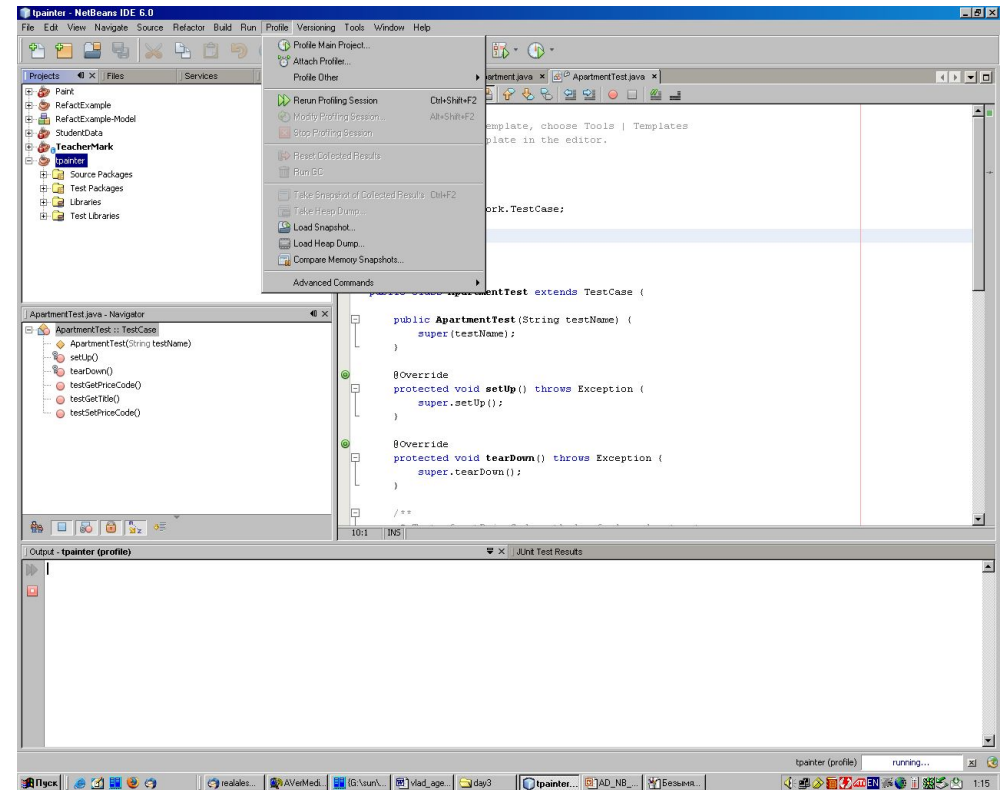 tpainter - NetBeans IDE 6.0
File Edit View Navigate Source Refactor Build Run Profile Versioning Tools Window Help
Profile Main Project...
Attach Profiler...
Profile Other
Rerun Profiling Session Ctrl+Shift+F2
Modify Profiling Session... Alt+Shift+F2
Stop Profiling Session
Reset Collected Results
Run GC
Take Snapshot of Collected Results Ctrl+F2
Take Heap Dump...
Load Snapshot...
Load Heap Dump...
Compare Memory Snapshots...
Advanced Commands
Projects Files Services
Paint
RefactExample
RefactExample-Model
StudentData
TeacherMark
tpainter
Source Packages
Test Packages
Libraries
Test Libraries
artment.java ApartmentTest.java
emplate, choose Tools | Templates
plate in the editor.
ork.TestCase;
public class ApartmentTest extends TestCase {
public ApartmentTest(String testName) {
super(testName);
}
@Override
protected void setUp() throws Exception {
super.setUp();
}
@Override
protected void tearDown() throws Exception {
super.tearDown();
}
/**
10:1 INS
ApartmentTest.java - Navigator
ApartmentTest :: TestCase
ApartmentTest(String testName)
setUp()
tearDown()
testGetPriceCode()
testGetTitle()
testSetPriceCode()
Output - tpainter (profile) JUnit Test Results
tpainter (profile) running...
Пуск realales... AVerMedi... (G:\sun\... vlad_age... day3 tpainter... AD_NB_... Безымя... EN 1:15